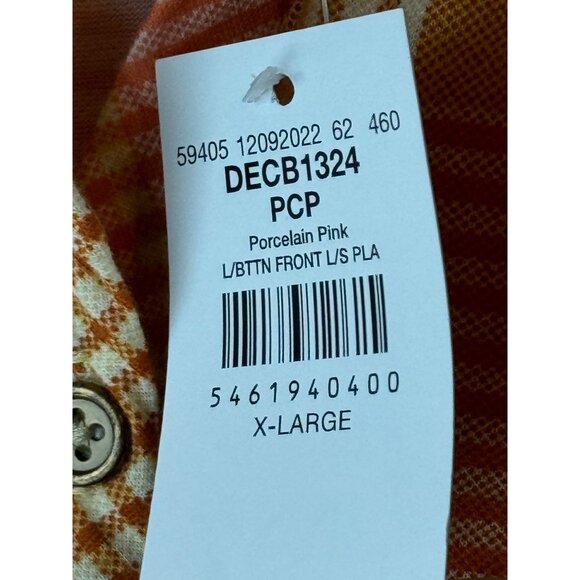 59405 12092022 62 460
DECB1324
PCP
Porcelain Pink
L/BTTN FRONT L/S PLA
5461940400
X-LARGE